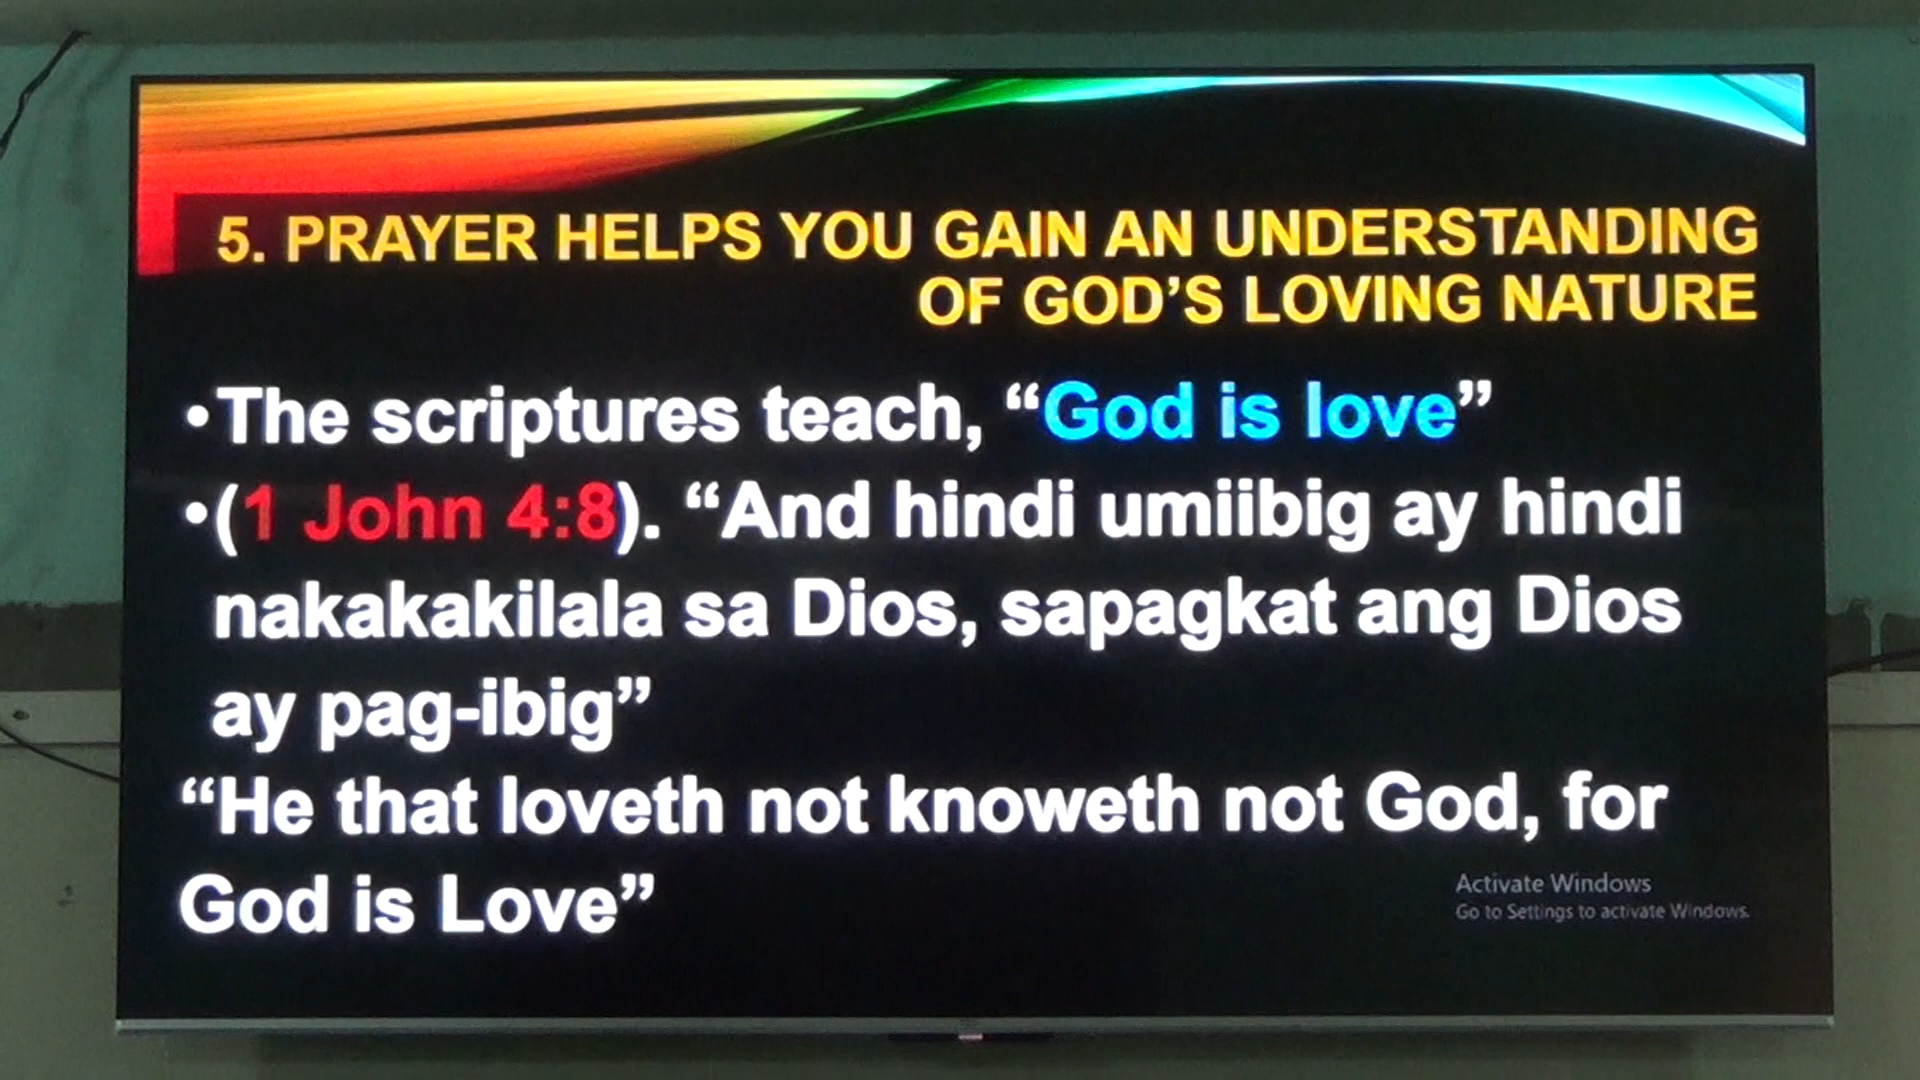 5. PRAYER HELPS YOU GAIN AN UNDERSTANDING
OF GOD’S LOVING NATURE
•The scriptures teach, “God is love”
•(1 John 4:8). “And hindi umiibig ay hindi
nakakakilala sa Dios, sapagkat ang Dios
ay pag-ibig”
“He that loveth not knoweth not God, for
God is Love”
Activate Windows
Go to Settings to activate Windows.